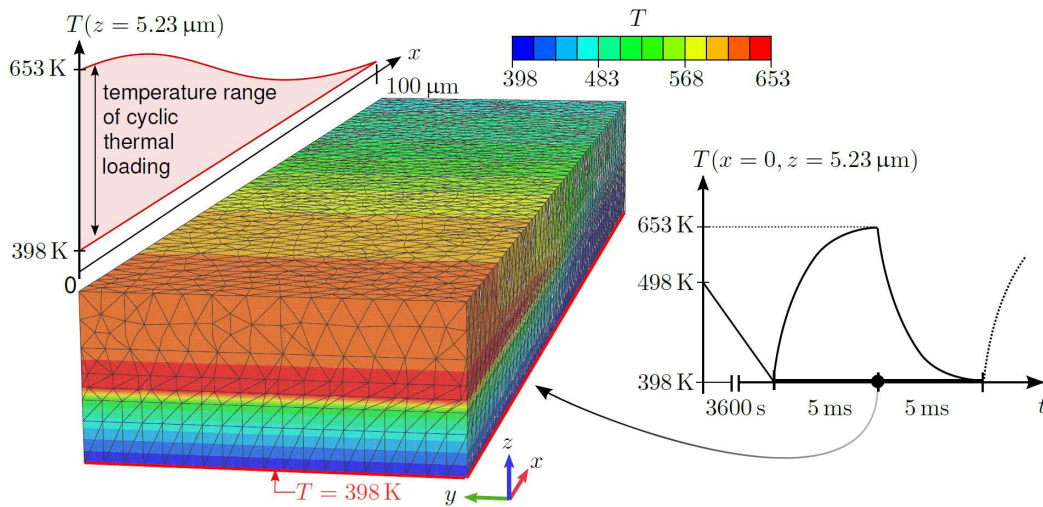 T(z = 5.23 μm)
653 K
temperature range
of cyclic
thermal
loading
398 K
0
x
100 μm
T
398 483 568 653
T = 398 K
z
x
y
T(x = 0, z = 5.23 μm)
653 K
498 K
398 K
3600 s 5 ms 5 ms
t